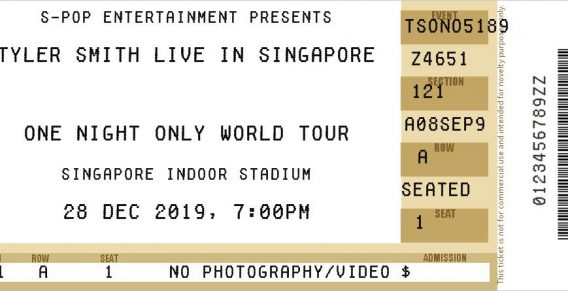 S-POP ENTERTAINMENT PRESENTS
TYLER SMITH LIVE IN SINGAPORE
ONE NIGHT ONLY WORLD TOUR
SINGAPORE INDOOR STADIUM
28 DEC 2019, 7:00PM
EVENT
TSON05189
Z4651
SECTION
121
A08SEP9
ROW
A
SEATED
SEAT
1
ADMISSION
ROW SEAT
1 A 1 NO PHOTOGRAPHY/VIDEO $
This ticket is not for commercial use and intended for novelty purpose only.
0123456789ZZ